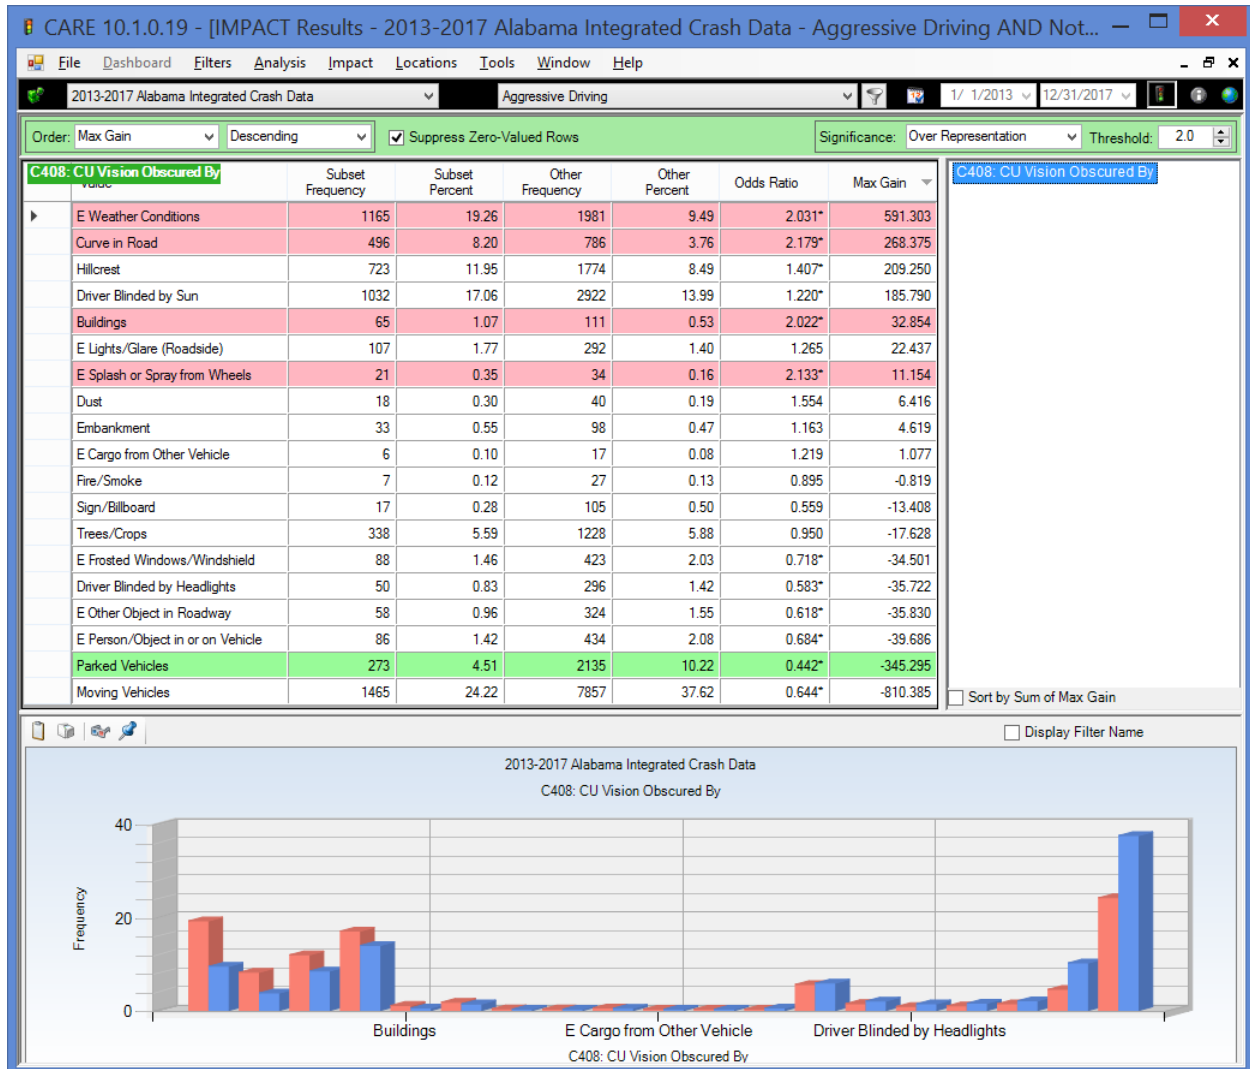 CARE 10.1.0.19 - [IMPACT Results - 2013-2017 Alabama Integrated Crash Data - Aggressive Driving AND Not...
File Dashboard Filters Analysis Impact Locations Tools Window Help
2013-2017 Alabama Integrated Crash Data Aggressive Driving 1/ 1/2013 12/31/2017
Order: Max Gain Descending Suppress Zero-Valued Rows Significance: Over Representation Threshold: 2.0
C408: CU Vision Obscured By Subset Frequency Subset Percent Other Frequency Other Percent Odds Ratio Max Gain C408: CU Vision Obscured By
E Weather Conditions 1165 19.26 1981 9.49 2.031* 591.303
Curve in Road 496 8.20 786 3.76 2.179* 268.375
Hillcrest 723 11.95 1774 8.49 1.407* 209.250
Driver Blinded by Sun 1032 17.06 2922 13.99 1.220* 185.790
Buildings 65 1.07 111 0.53 2.022* 32.854
E Lights/Glare (Roadside) 107 1.77 292 1.40 1.265 22.437
E Splash or Spray from Wheels 21 0.35 34 0.16 2.133* 11.154
Dust 18 0.30 40 0.19 1.554 6.416
Embankment 33 0.55 98 0.47 1.163 4.619
E Cargo from Other Vehicle 6 0.10 17 0.08 1.219 1.077
Fire/Smoke 7 0.12 27 0.13 0.895 -0.819
Sign/Billboard 17 0.28 105 0.50 0.559 -13.408
Trees/Crops 338 5.59 1228 5.88 0.950 -17.628
E Frosted Windows/Windshield 88 1.46 423 2.03 0.718* -34.501
Driver Blinded by Headlights 50 0.83 296 1.42 0.583* -35.722
E Other Object in Roadway 58 0.96 324 1.55 0.618* -35.830
E Person/Object in or on Vehicle 86 1.42 434 2.08 0.684* -39.686
Parked Vehicles 273 4.51 2135 10.22 0.442* -345.295
Moving Vehicles 1465 24.22 7857 37.62 0.644* -810.385
Sort by Sum of Max Gain
Display Filter Name
2013-2017 Alabama Integrated Crash Data
C408: CU Vision Obscured By
40
20
0
Frequency
Buildings E Cargo from Other Vehicle Driver Blinded by Headlights
C408: CU Vision Obscured By